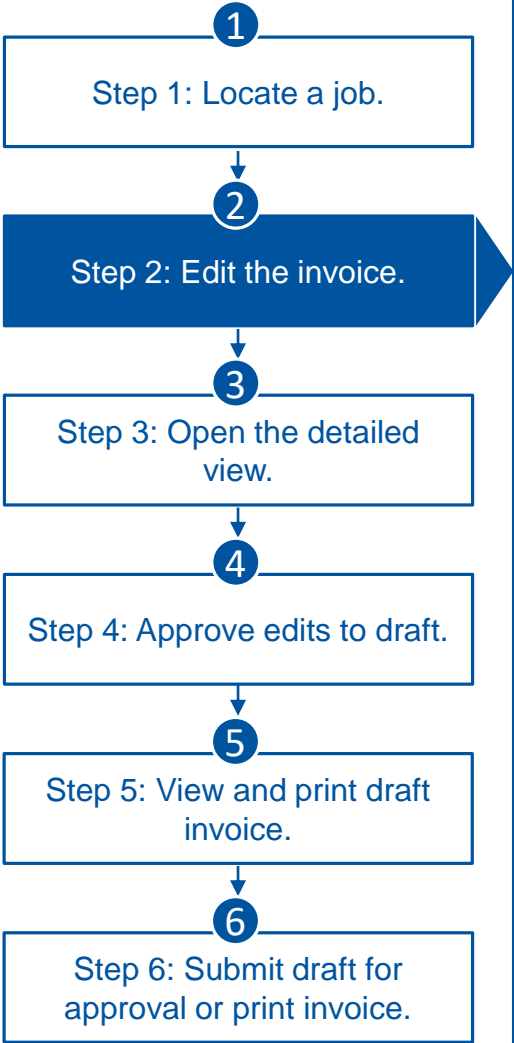 1
Step 1: Locate a job.
2
Step 2: Edit the invoice.
3
Step 3: Open the detailed
view.
4
Step 4: Approve edits to draft.
5
Step 5: View and print draft
invoice.
6
Step 6: Submit draft for
approval or print invoice.